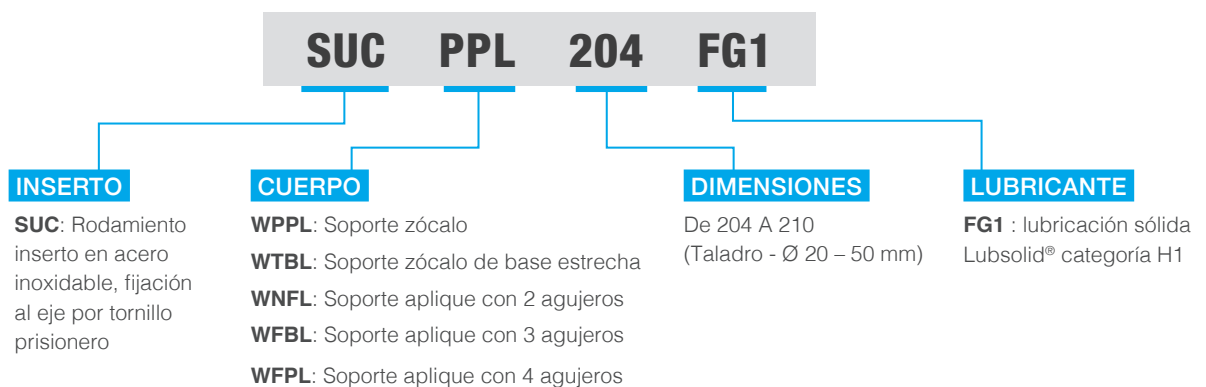 SUC PPL 204 FG1
INSERTO
SUC: Rodamiento
inserto en acero
inoxidable, fijación
al eje por tornillo
prisionero
CUERPO
WPPL: Soporte zócalo
WTBL: Soporte zócalo de base estrecha
WNFL: Soporte aplique con 2 agujeros
WFBL: Soporte aplique con 3 agujeros
WFPL: Soporte aplique con 4 agujeros
DIMENSIONES
De 204 A 210
(Taladro - Ø 20 – 50 mm)
LUBRICANTE
FG1 : lubricación sólida
Lubsolid® categoría H1